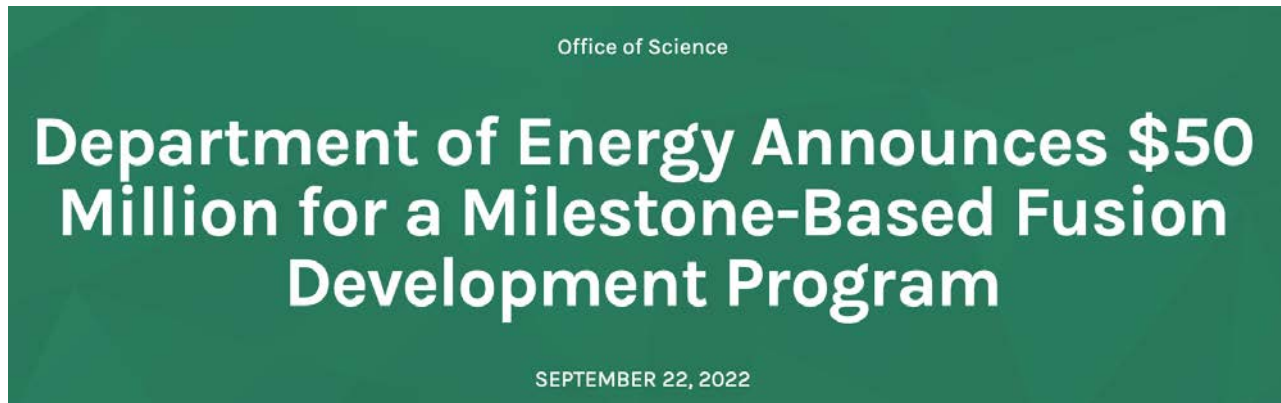 Office of Science
Department of Energy Announces $50
Million for a Milestone-Based Fusion
Development Program
SEPTEMBER 22, 2022